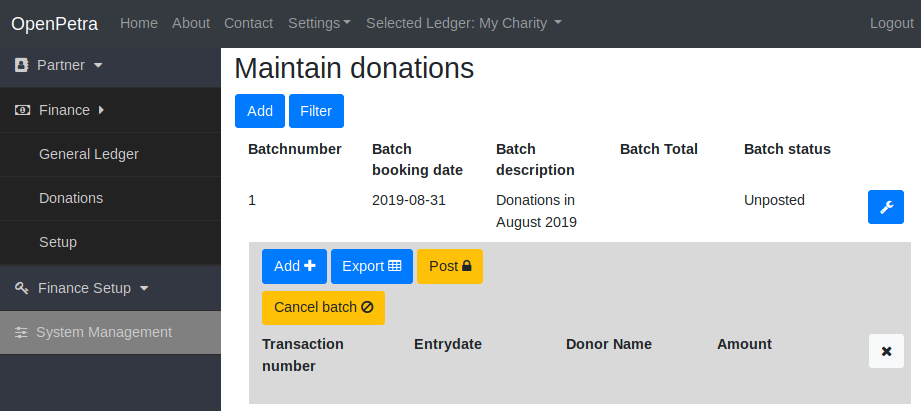 OpenPetra Home About Contact Settings Selected Ledger: My Charity Logout
Partner
Finance
General Ledger
Donations
Setup
Finance Setup
System Management
Maintain donations
Add Filter
Batchnumber Batch Batch Batch Total Batch status
booking date description
1 2019-08-31 Donations in Unposted
August 2019
Add Export Post
Cancel batch
Transaction Entrydate Donor Name Amount
number